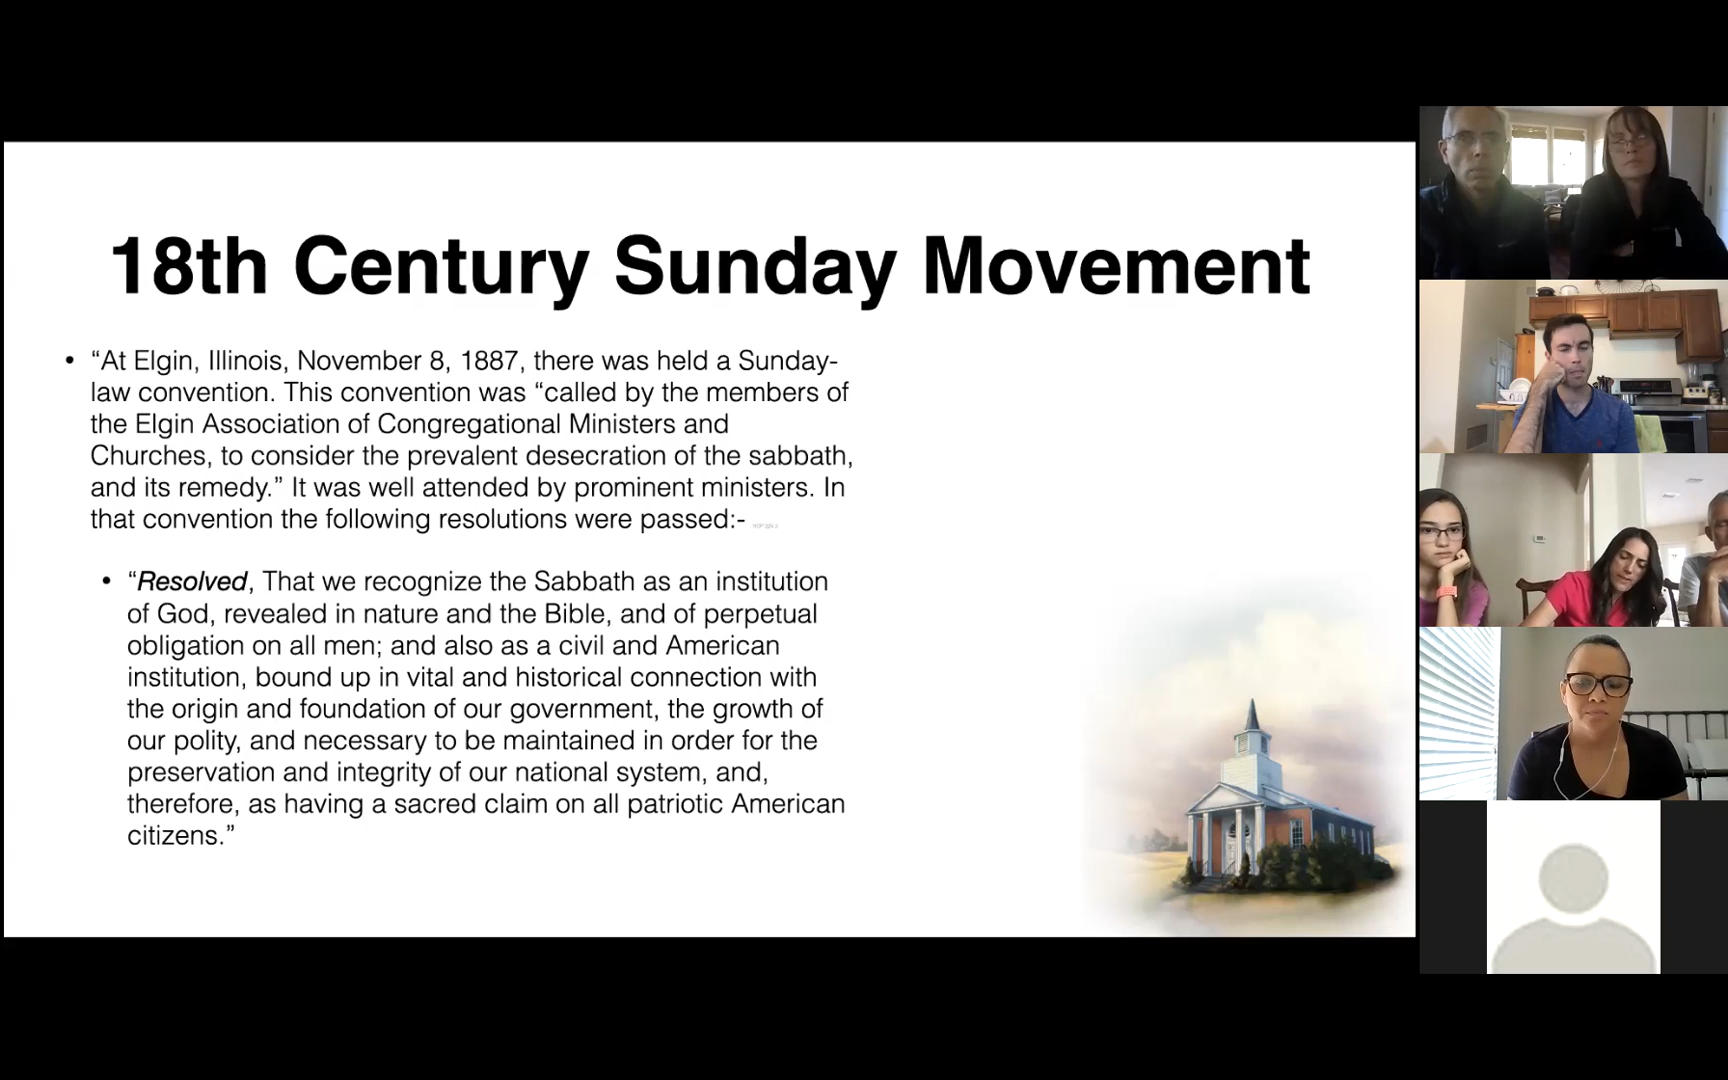 18th Century Sunday Movement
• “At Elgin, Illinois, November 8, 1887, there was held a Sunday-
law convention. This convention was “called by the members of
the Elgin Association of Congregational Ministers and
Churches, to consider the prevalent desecration of the sabbath,
and its remedy.” It was well attended by prominent ministers. In
that convention the following resolutions were passed:-
• “Resolved, That we recognize the Sabbath as an institution
of God, revealed in nature and the Bible, and of perpetual
obligation on all men; and also as a civil and American
institution, bound up in vital and historical connection with
the origin and foundation of our government, the growth of
our polity, and necessary to be maintained in order for the
preservation and integrity of our national system, and,
therefore, as having a sacred claim on all patriotic American
citizens.”